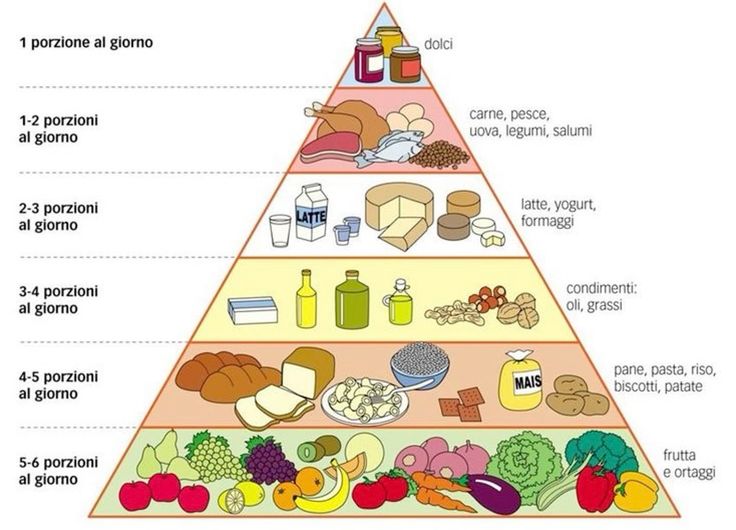 1 porzione al giorno
dolci
1-2 porzioni
al giorno
carne, pesce,
uova, legumi, salumi
2-3 porzioni
al giorno
LATTE
latte, yogurt,
formaggi
3-4 porzioni
al giorno
condimenti:
oli, grassi
4-5 porzioni
al giorno
MAIS
pane, pasta, riso,
biscotti, patate
5-6 porzioni
al giorno
frutta
e ortaggi